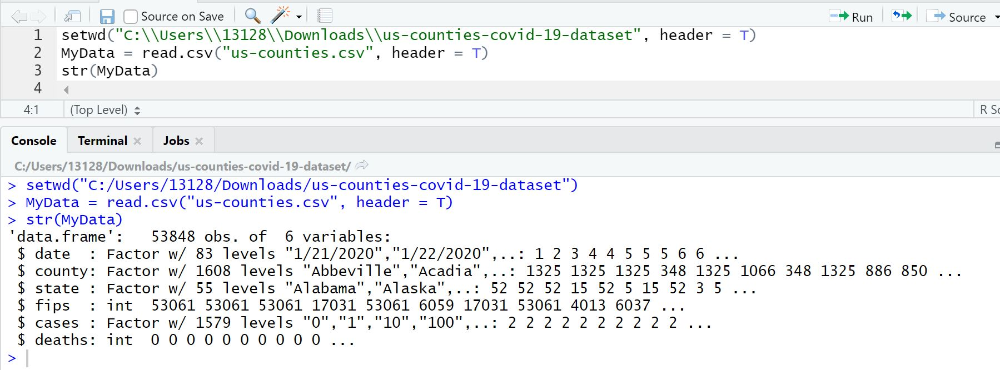 Source on Save
Run
Source
1 setwd("C:\\Users\\13128\\Downloads\\us-counties-covid-19-dataset", header = T)
2 MyData = read.csv("us-counties.csv", header = T)
3 str(MyData)
4
4:1 (Top Level)
R Sc
Console Terminal Jobs
C:/Users/13128/Downloads/us-counties-covid-19-dataset/
> setwd("C:/Users/13128/Downloads/us-counties-covid-19-dataset")
> MyData = read.csv("us-counties.csv", header = T)
> str(MyData)
'data.frame':   53848 obs. of  6 variables:
 $ date  : Factor w/ 83 levels "1/21/2020","1/22/2020",..: 1 2 3 4 4 5 5 5 6 6 ...
 $ county: Factor w/ 1608 levels "Abbeville","Acadia",..: 1325 1325 1325 348 1325 1066 348 1325 886 850 ...
 $ state : Factor w/ 55 levels "Alabama","Alaska",..: 52 52 52 15 52 5 15 52 3 5 ...
 $ fips  : int  53061 53061 53061 17031 53061 6059 17031 53061 4013 6037 ...
 $ cases : Factor w/ 1579 levels "0","1","10","100",..: 2 2 2 2 2 2 2 2 2 2 ...
 $ deaths: int  0 0 0 0 0 0 0 0 0 0 ...
>